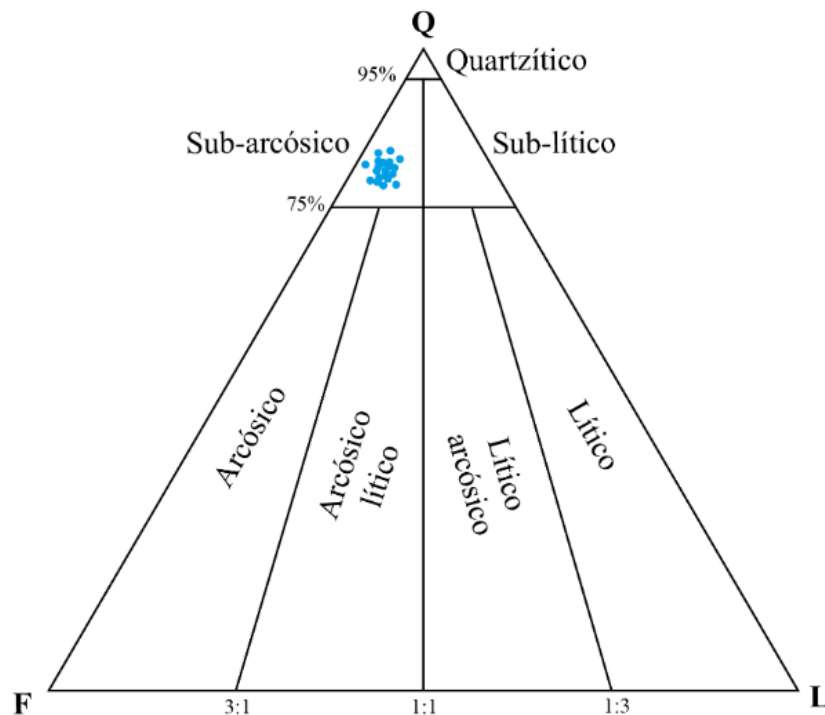 Q
95%
Quartzítico
Sub-arcósico
Sub-lítico
75%
Arcósico
Arcósico
lítico
Lítico
arcósico
Lítico
F
3:1
1:1
1:3
L